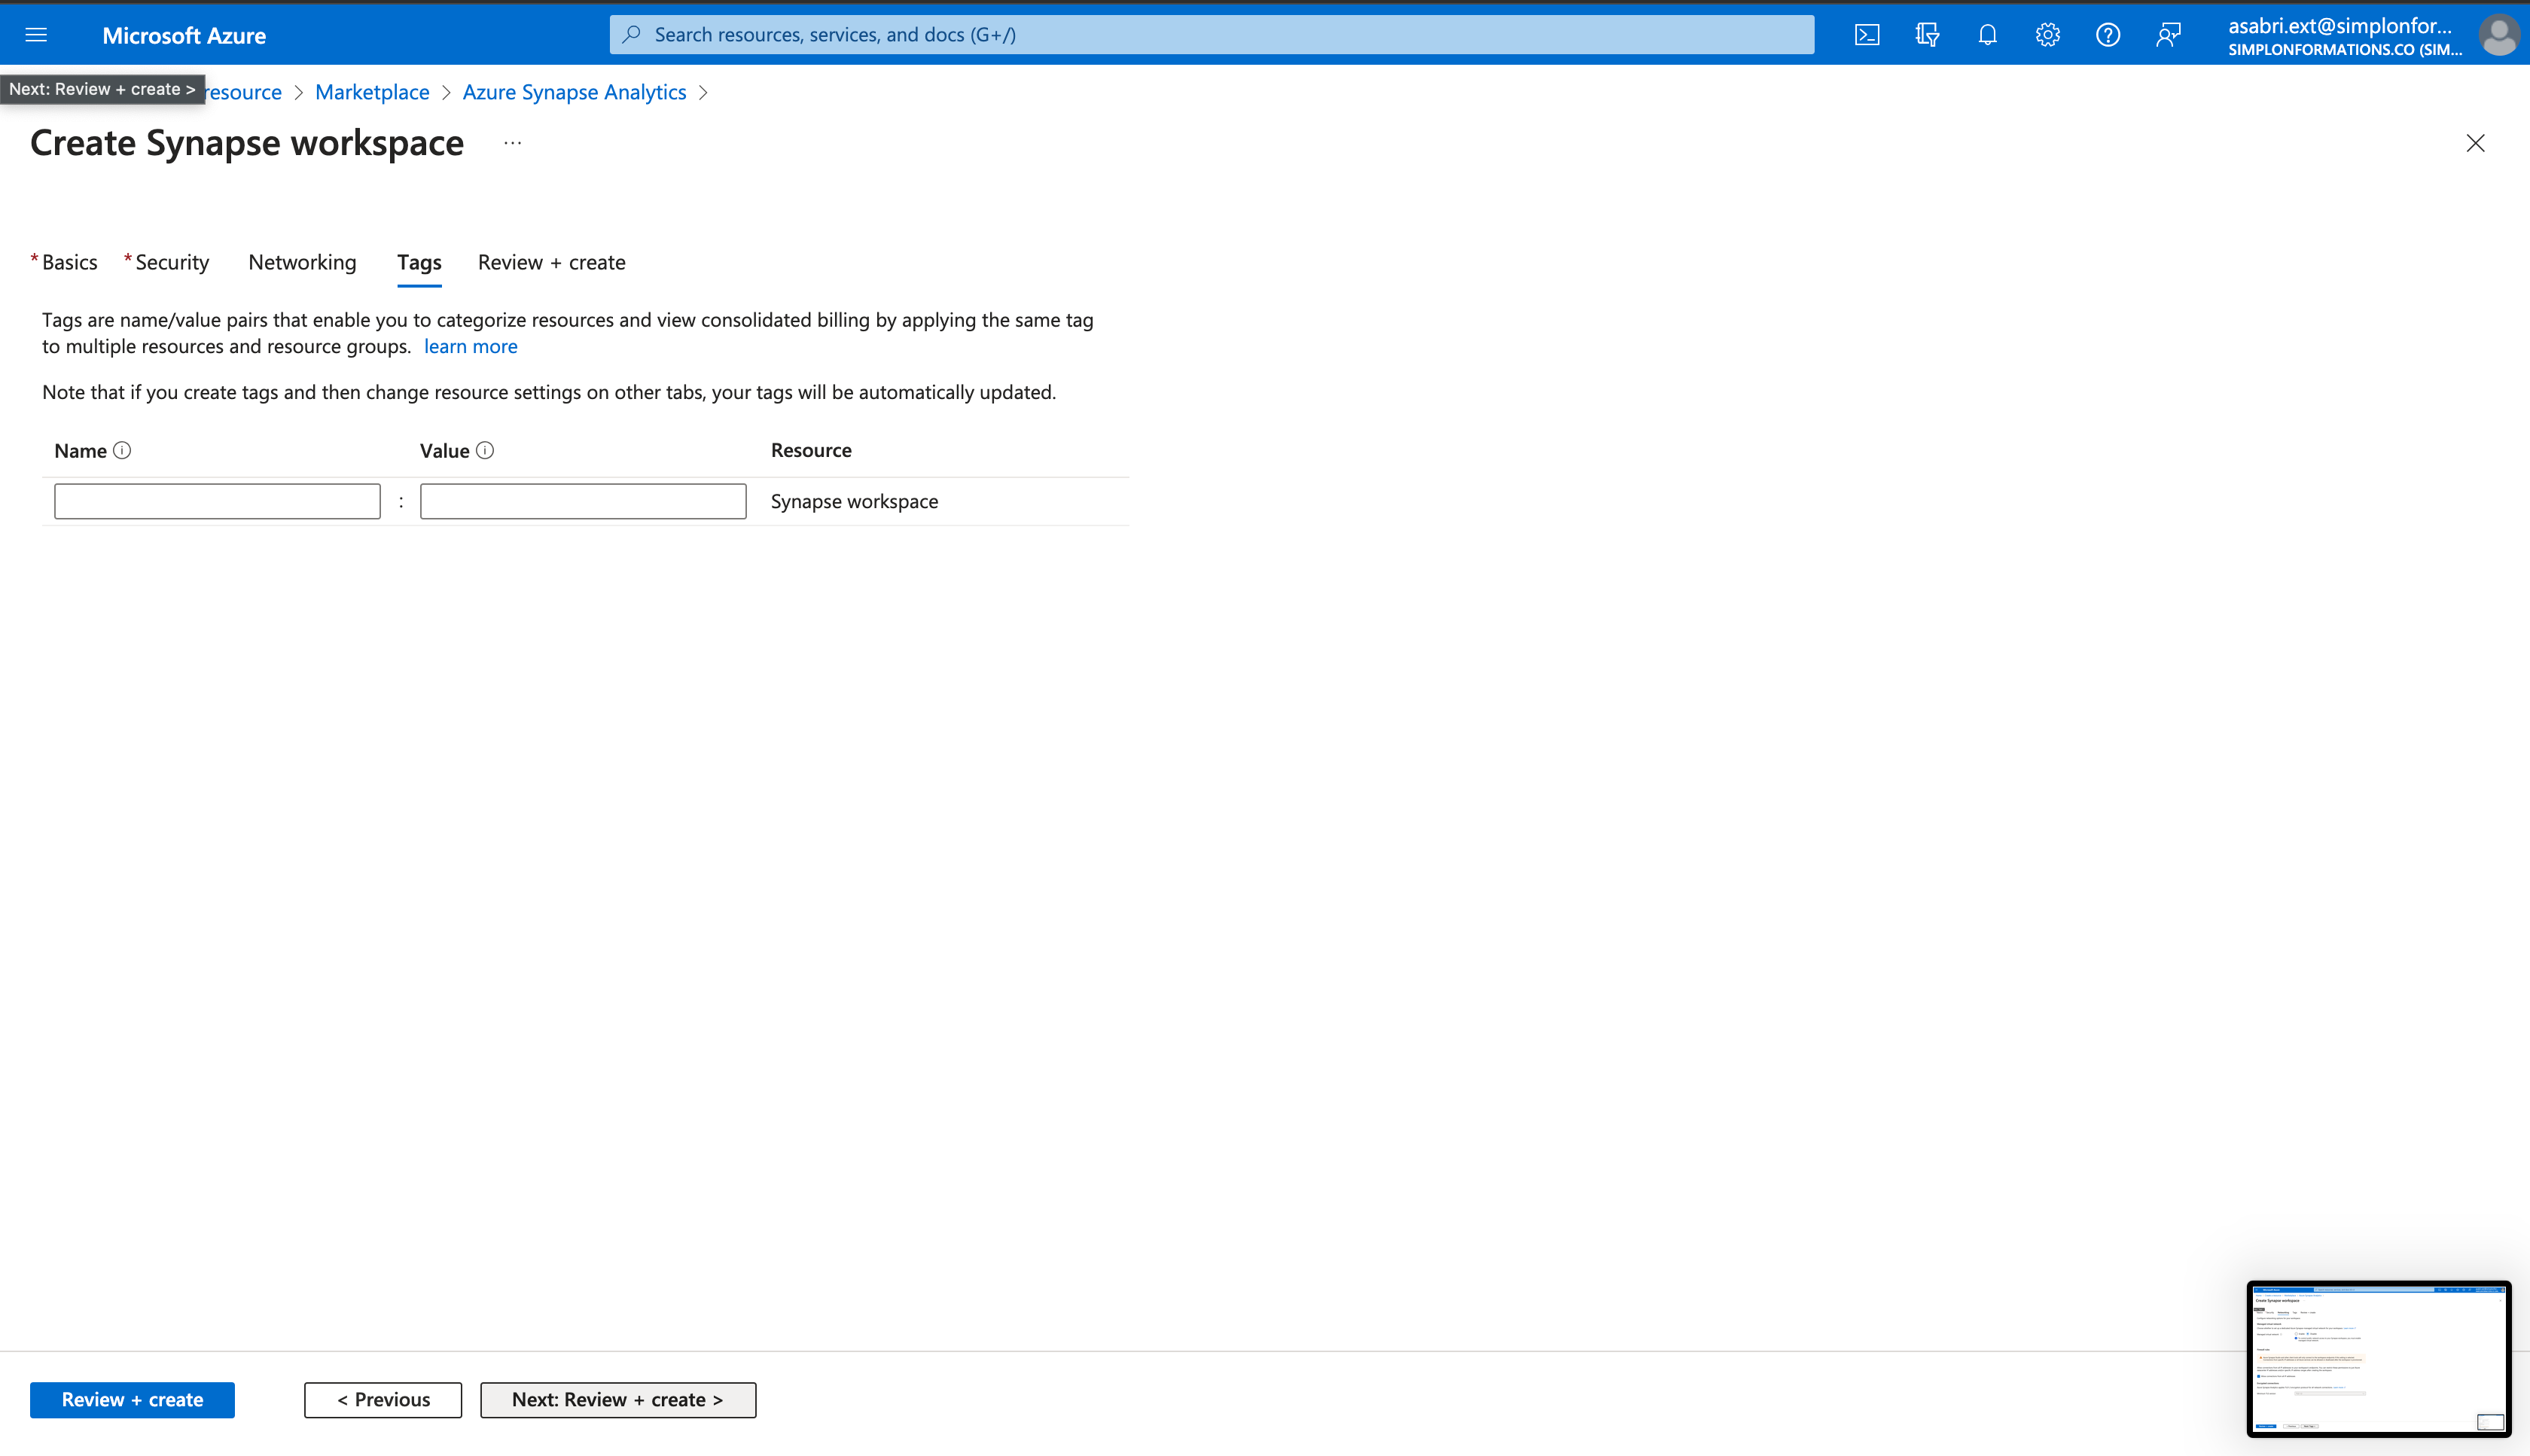 Microsoft Azure
Search resources, services, and docs (G+/)
asabri.ext@simplonfor...
SIMPLONFORMATIONS.CO (SIM...
Next: Review + create >
resource > Marketplace > Azure Synapse Analytics >
Create Synapse workspace ...
* Basics * Security Networking Tags Review + create
Tags are name/value pairs that enable you to categorize resources and view consolidated billing by applying the same tag
to multiple resources and resource groups. learn more
Note that if you create tags and then change resource settings on other tabs, your tags will be automatically updated.
Name Value Resource
: Synapse workspace
Review + create < Previous Next: Review + create >